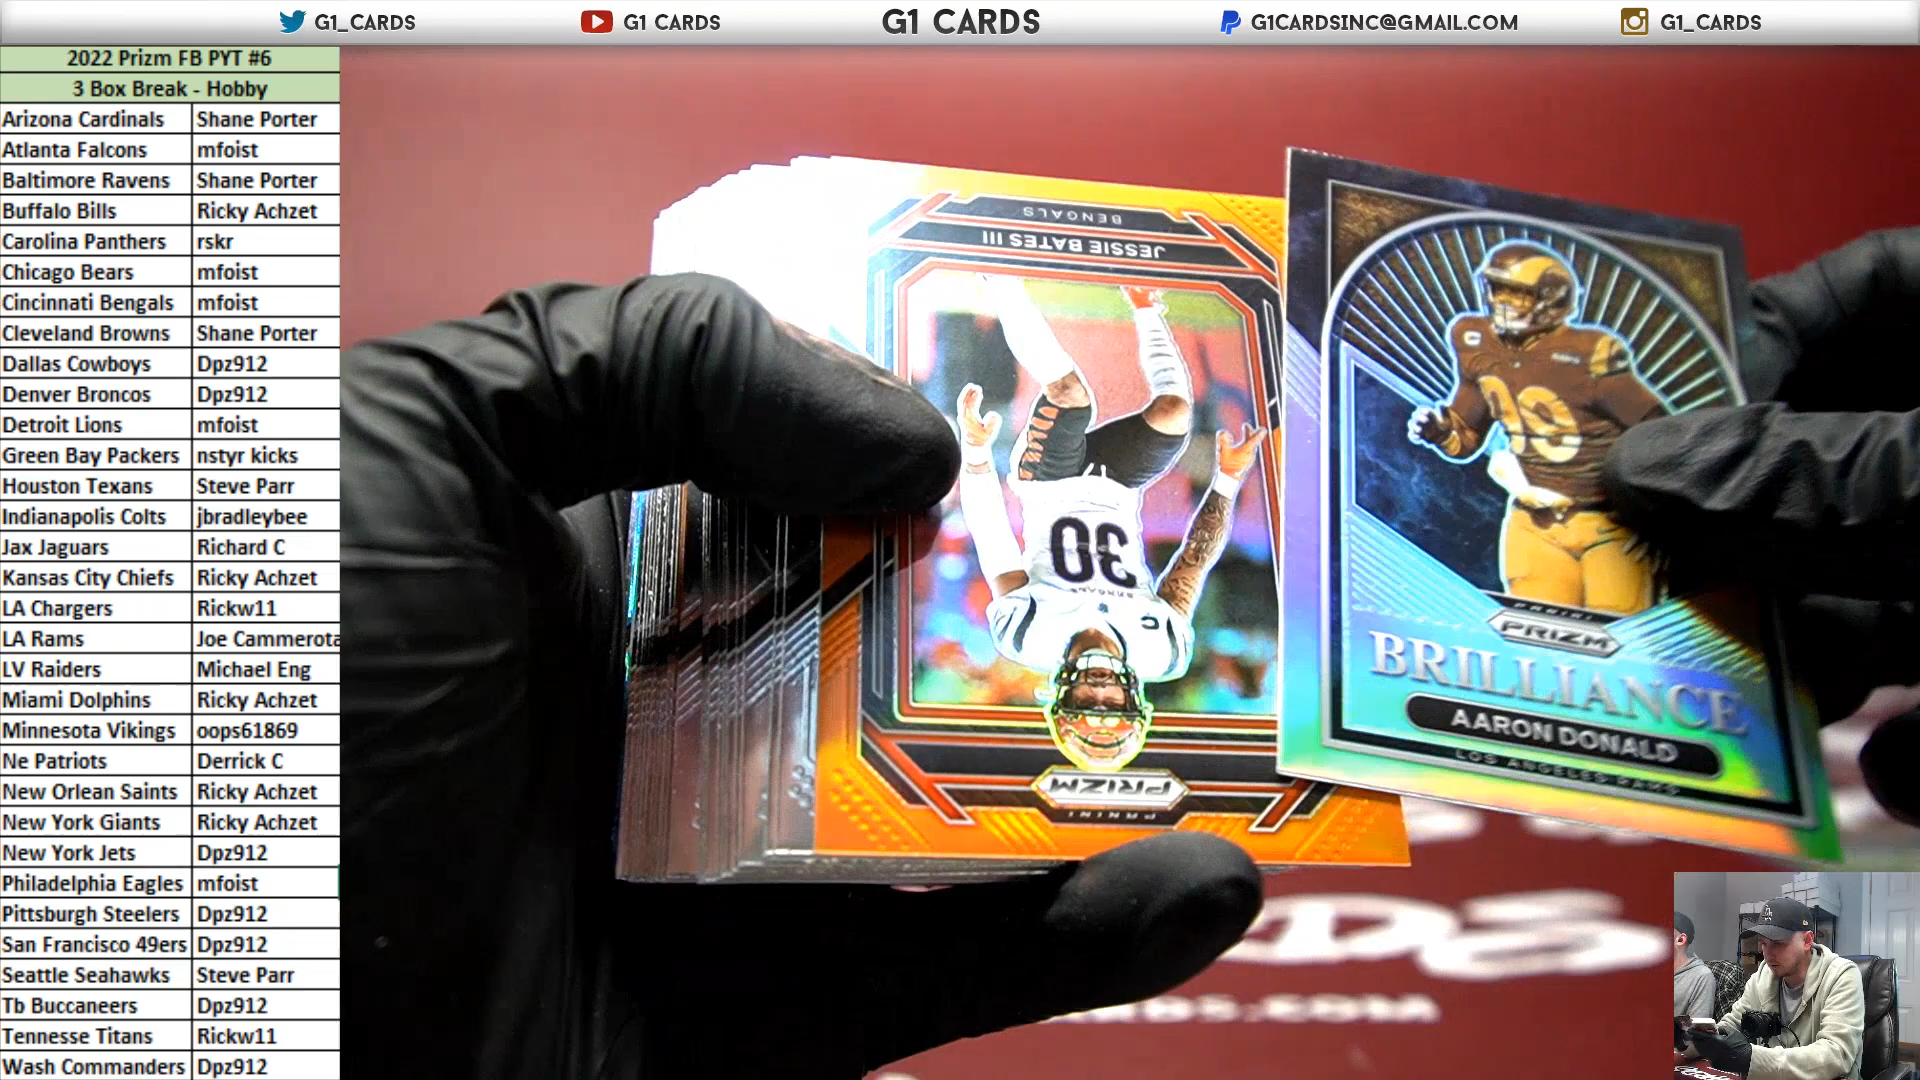 G1_CARDS
G1 CARDS
G1 CARDS
G1CARDSINC@GMAIL.COM
G1_CARDS
2022 Prizm FB PYT #6
3 Box Break - Hobby
Arizona Cardinals Shane Porter
Atlanta Falcons mfoist
Baltimore Ravens Shane Porter
Buffalo Bills Ricky Achzet
Carolina Panthers rskr
Chicago Bears mfoist
Cincinnati Bengals mfoist
Cleveland Browns Shane Porter
Dallas Cowboys Dpz912
Denver Broncos Dpz912
Detroit Lions mfoist
Green Bay Packers nstyr kicks
Houston Texans Steve Parr
Indianapolis Colts jbradleybee
Jax Jaguars Richard C
Kansas City Chiefs Ricky Achzet
LA Chargers Rickw11
LA Rams Joe Cammerota
LV Raiders Michael Eng
Miami Dolphins Ricky Achzet
Minnesota Vikings oops61869
Ne Patriots Derrick C
New Orlean Saints Ricky Achzet
New York Giants Ricky Achzet
New York Jets Dpz912
Philadelphia Eagles mfoist
Pittsburgh Steelers Dpz912
San Francisco 49ers Dpz912
Seattle Seahawks Steve Parr
Tb Buccaneers Dpz912
Tennesse Titans Rickw11
Wash Commanders Dpz912
BENGALS
JESSIE BATES III
30
BENGALS
C
PRIZM
PANINI
C
99
PANINI
PRIZM
BRILLIANCE
AARON DONALD
LOS ANGELES RAMS